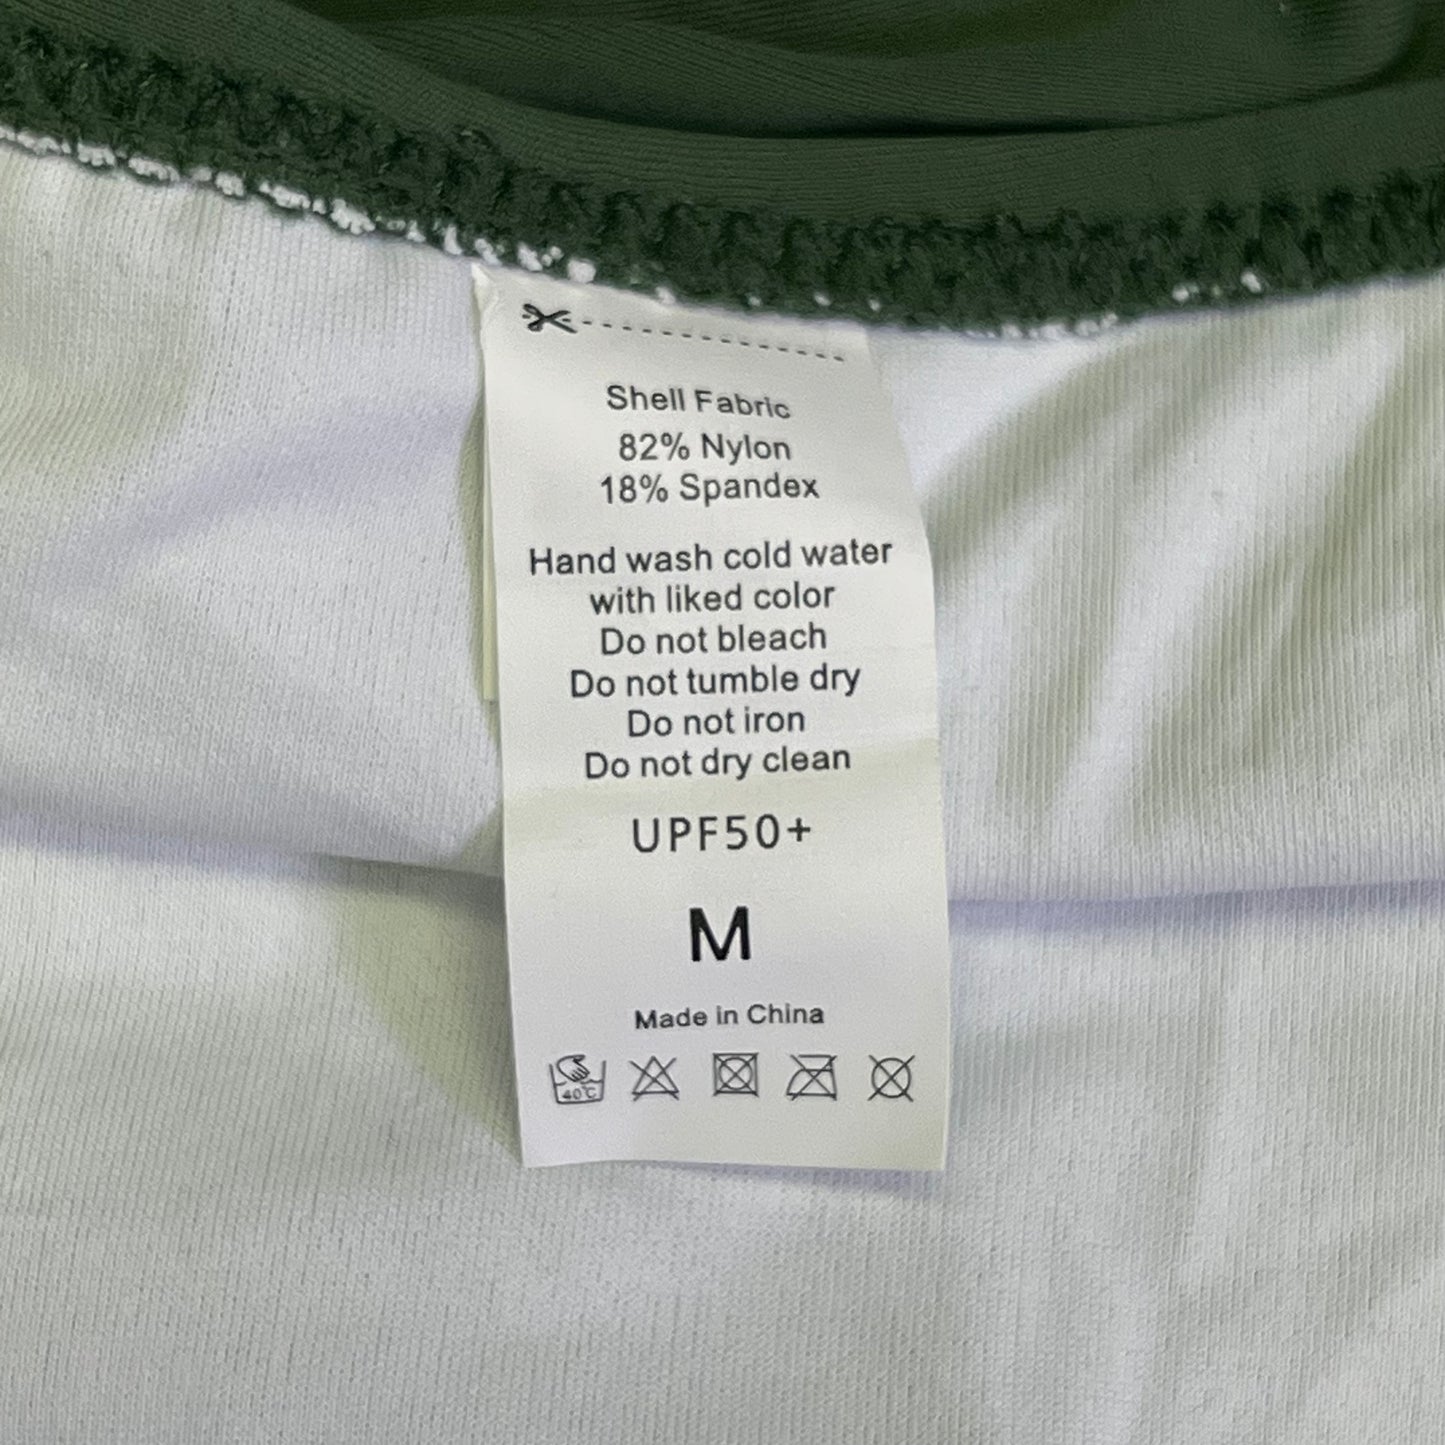 Shell Fabric
82% Nylon
18% Spandex
Hand wash cold water
with liked color
Do not bleach
Do not tumble dry
Do not iron
Do not dry clean
UPF50+
M
Made in China
40°C